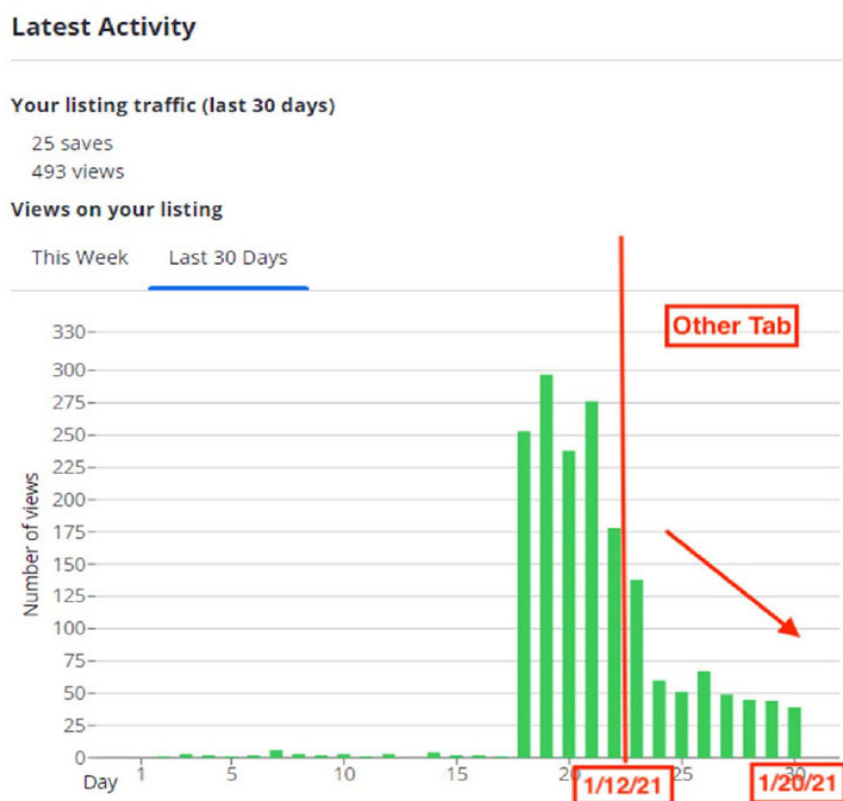 Latest Activity
Your listing traffic (last 30 days)
25 saves
493 views
Views on your listing
This Week Last 30 Days
Other Tab
330
300
275
250
225
200
175
150
125
100
75
50
25
0
Number of views
Day 1 5 10 15 20 25 30
1/12/21 1/20/21